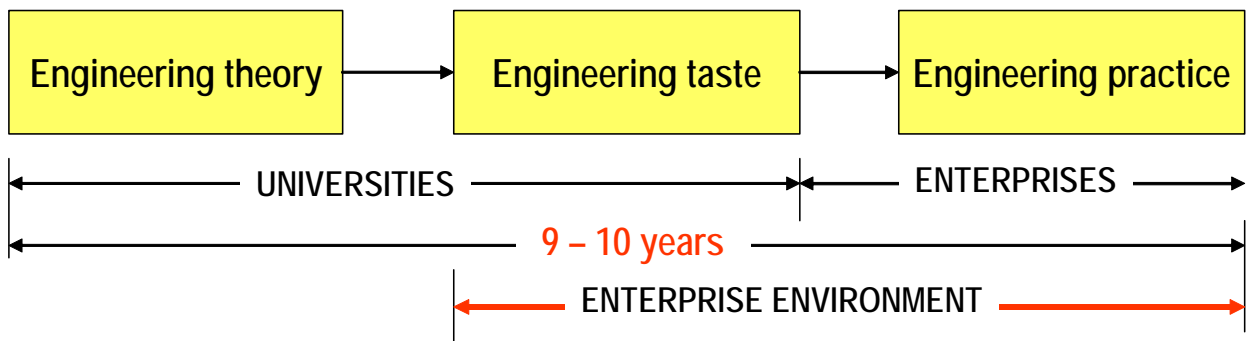 Engineering theory
Engineering taste
Engineering practice
UNIVERSITIES
ENTERPRISES
9 – 10 years
ENTERPRISE ENVIRONMENT